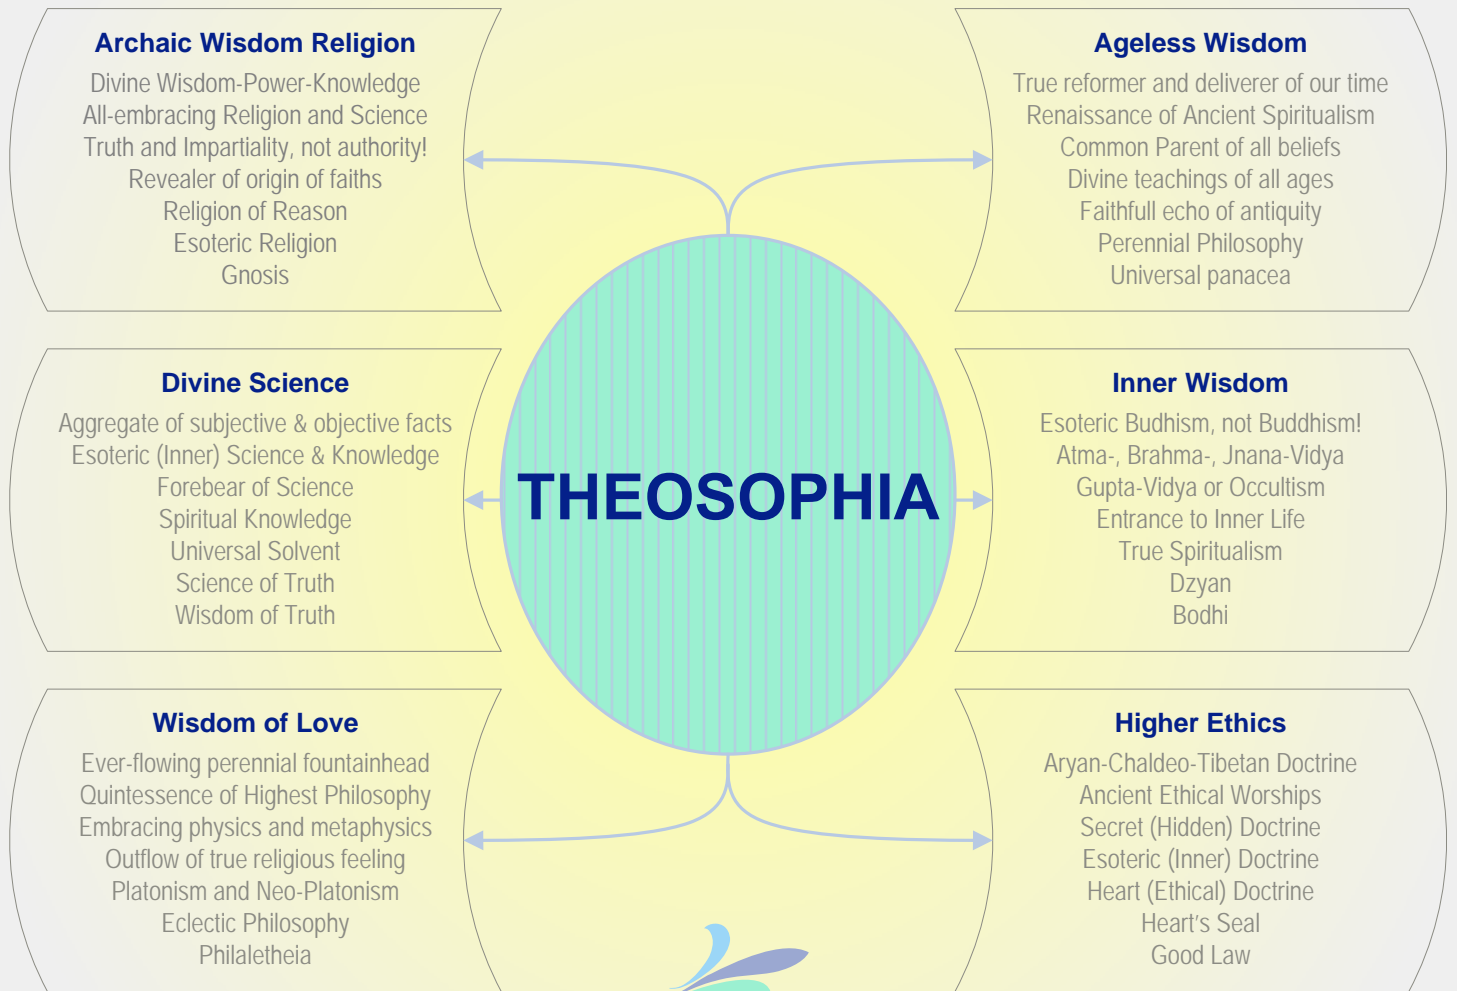 Archaic Wisdom Religion
Divine Wisdom-Power-Knowledge
All-embracing Religion and Science
Truth and Impartiality, not authority!
Revealer of origin of faiths
Religion of Reason
Esoteric Religion
Gnosis
Ageless Wisdom
True reformer and deliverer of our time
Renaissance of Ancient Spiritualism
Common Parent of all beliefs
Divine teachings of all ages
Faithfull echo of antiquity
Perennial Philosophy
Universal panacea
Divine Science
Aggregate of subjective & objective facts
Esoteric (Inner) Science & Knowledge
Forebear of Science
Spiritual Knowledge
Universal Solvent
Science of Truth
Wisdom of Truth
THEOSOPHIA
Inner Wisdom
Esoteric Budhism, not Buddhism!
Atma-, Brahma-, Jnana-Vidya
Gupta-Vidya or Occultism
Entrance to Inner Life
True Spiritualism
Dzyan
Bodhi
Wisdom of Love
Ever-flowing perennial fountainhead
Quintessence of Highest Philosophy
Embracing physics and metaphysics
Outflow of true religious feeling
Platonism and Neo-Platonism
Eclectic Philosophy
Philaletheia
Higher Ethics
Aryan-Chaldeo-Tibetan Doctrine
Ancient Ethical Worships
Secret (Hidden) Doctrine
Esoteric (Inner) Doctrine
Heart (Ethical) Doctrine
Heart's Seal
Good Law